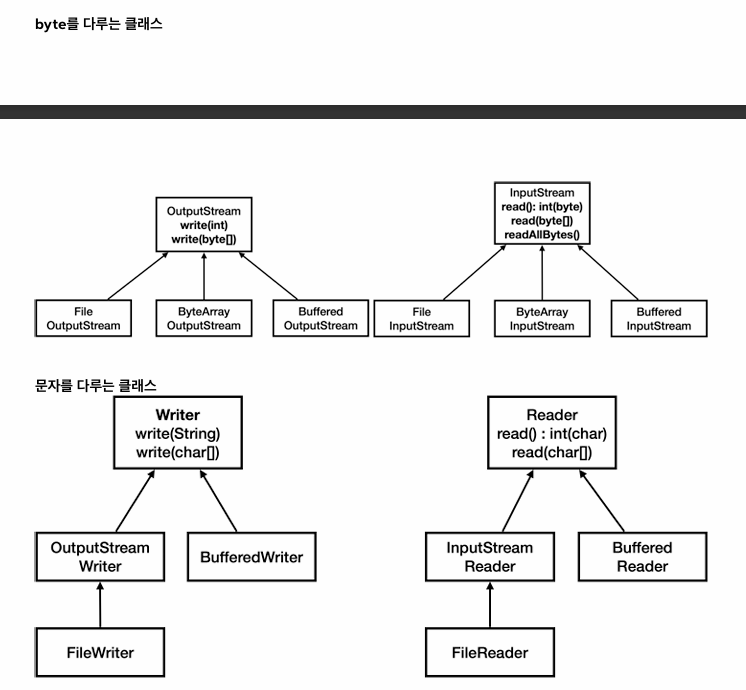 byte를 다루는 클래스
OutputStream
write(int)
write(byte[])
InputStream
read(): int(byte)
read(byte[])
readAllBytes()
File
OutputStream
ByteArray
OutputStream
Buffered
OutputStream
File
InputStream
ByteArray
InputStream
Buffered
InputStream
문자를 다루는 클래스
Writer
write(String)
write(char[])
Reader
read() : int(char)
read(char[])
OutputStream
Writer
BufferedWriter
InputStream
Reader
Buffered
Reader
FileWriter
FileReader